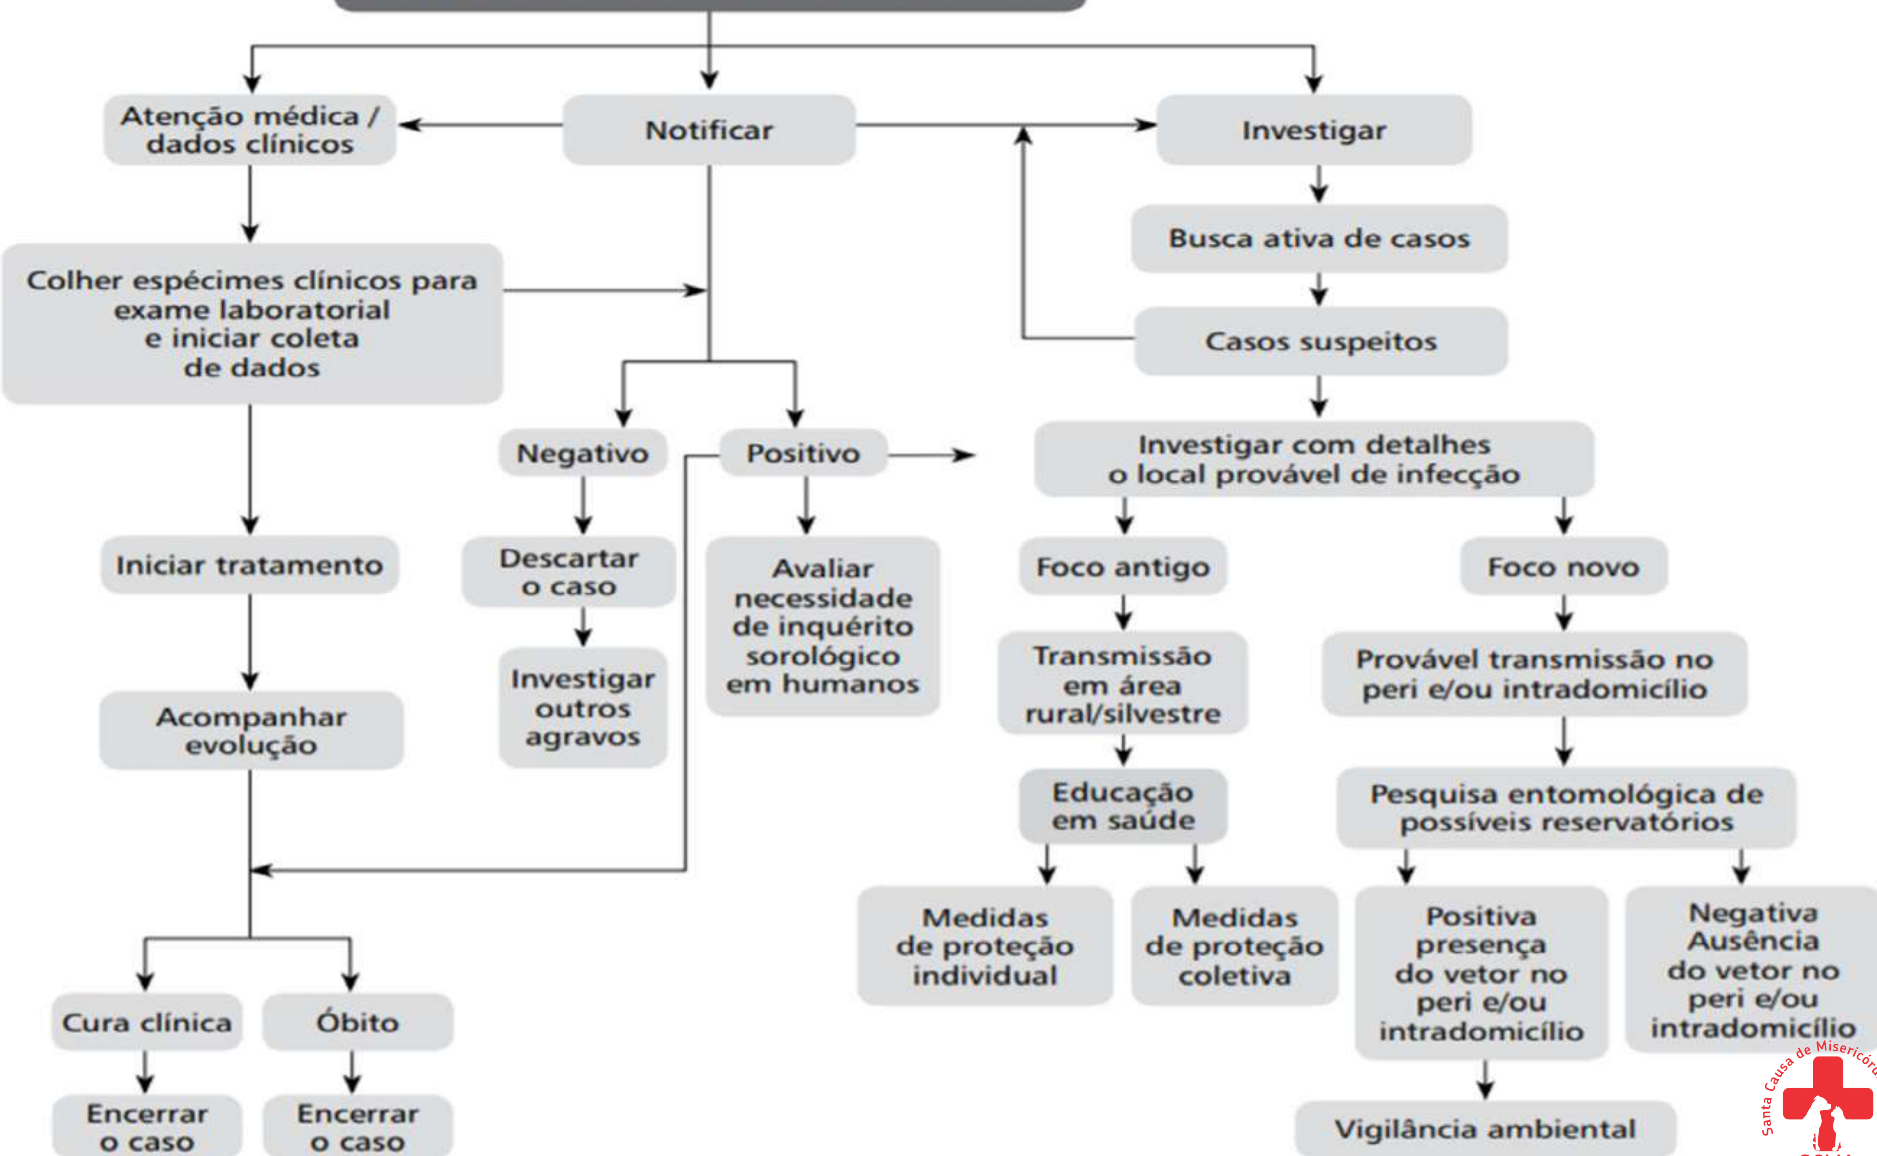 Atenção médica /
dados clínicos
Notificar
Investigar
Busca ativa de casos
Colher espécimes clínicos para
exame laboratorial
e iniciar coleta
de dados
Casos suspeitos
Negativo
Positivo
Investigar com detalhes
o local provável de infecção
Iniciar tratamento
Descartar
o caso
Avaliar
necessidade
de inquérito
sorológico
em humanos
Foco antigo
Foco novo
Investigar
outros
agravos
Transmissão
em área
rural/silvestre
Provável transmissão no
peri e/ou intradomicílio
Acompanhar
evolução
Educação
em saúde
Pesquisa entomológica de
possíveis reservatórios
Medidas
de proteção
individual
Medidas
de proteção
coletiva
Positiva
presença
do vetor no
peri e/ou
intradomicílio
Negativa
Ausência
do vetor no
peri e/ou
intradomicílio
Cura clínica
Óbito
Encerrar
o caso
Encerrar
o caso
Vigilância ambiental
Santa Causa de